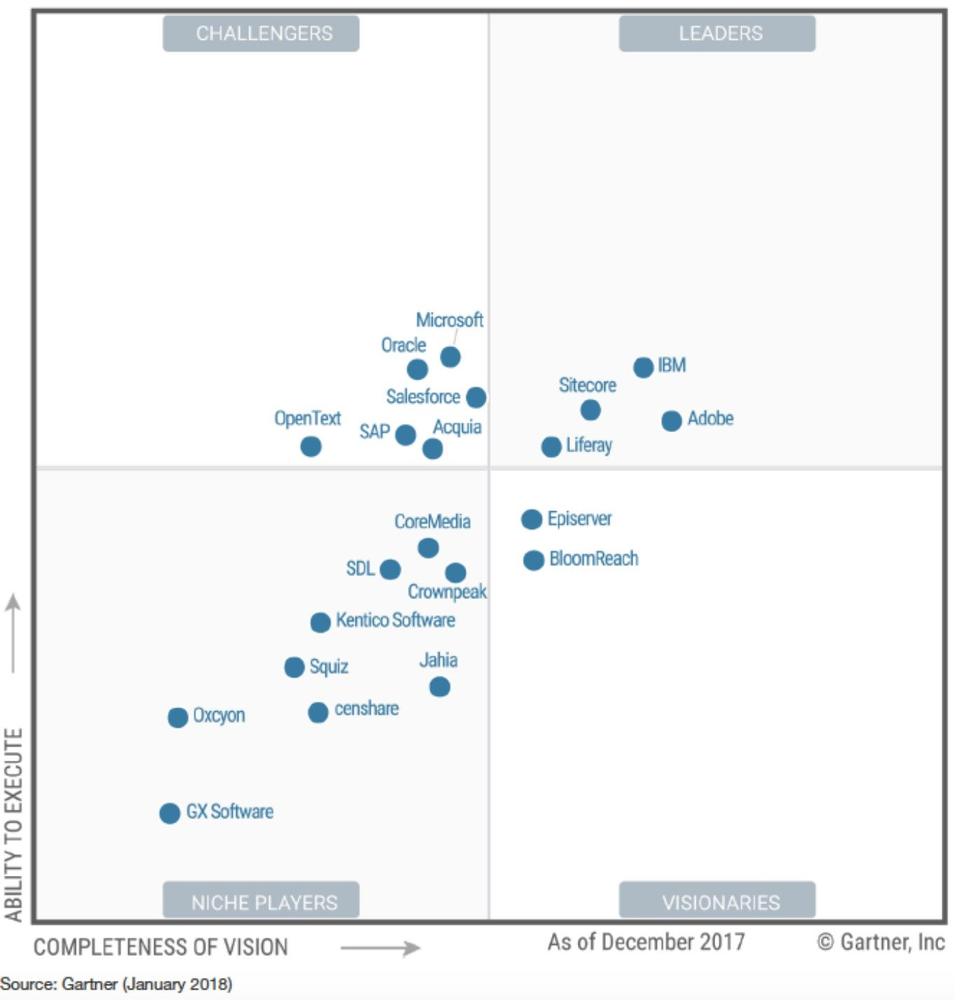 CHALLENGERS
LEADERS
Microsoft
Oracle
IBM
Sitecore
Salesforce
OpenText
SAP
Acquia
Adobe
Liferay
CoreMedia
Episerver
SDL
BloomReach
Crownpeak
Kentico Software
Squiz
Jahia
Oxcyon
censhare
GX Software
ABILITY TO EXECUTE
NICHE PLAYERS
VISIONARIES
COMPLETENESS OF VISION
As of December 2017
© Gartner, Inc
Source: Gartner (January 2018)